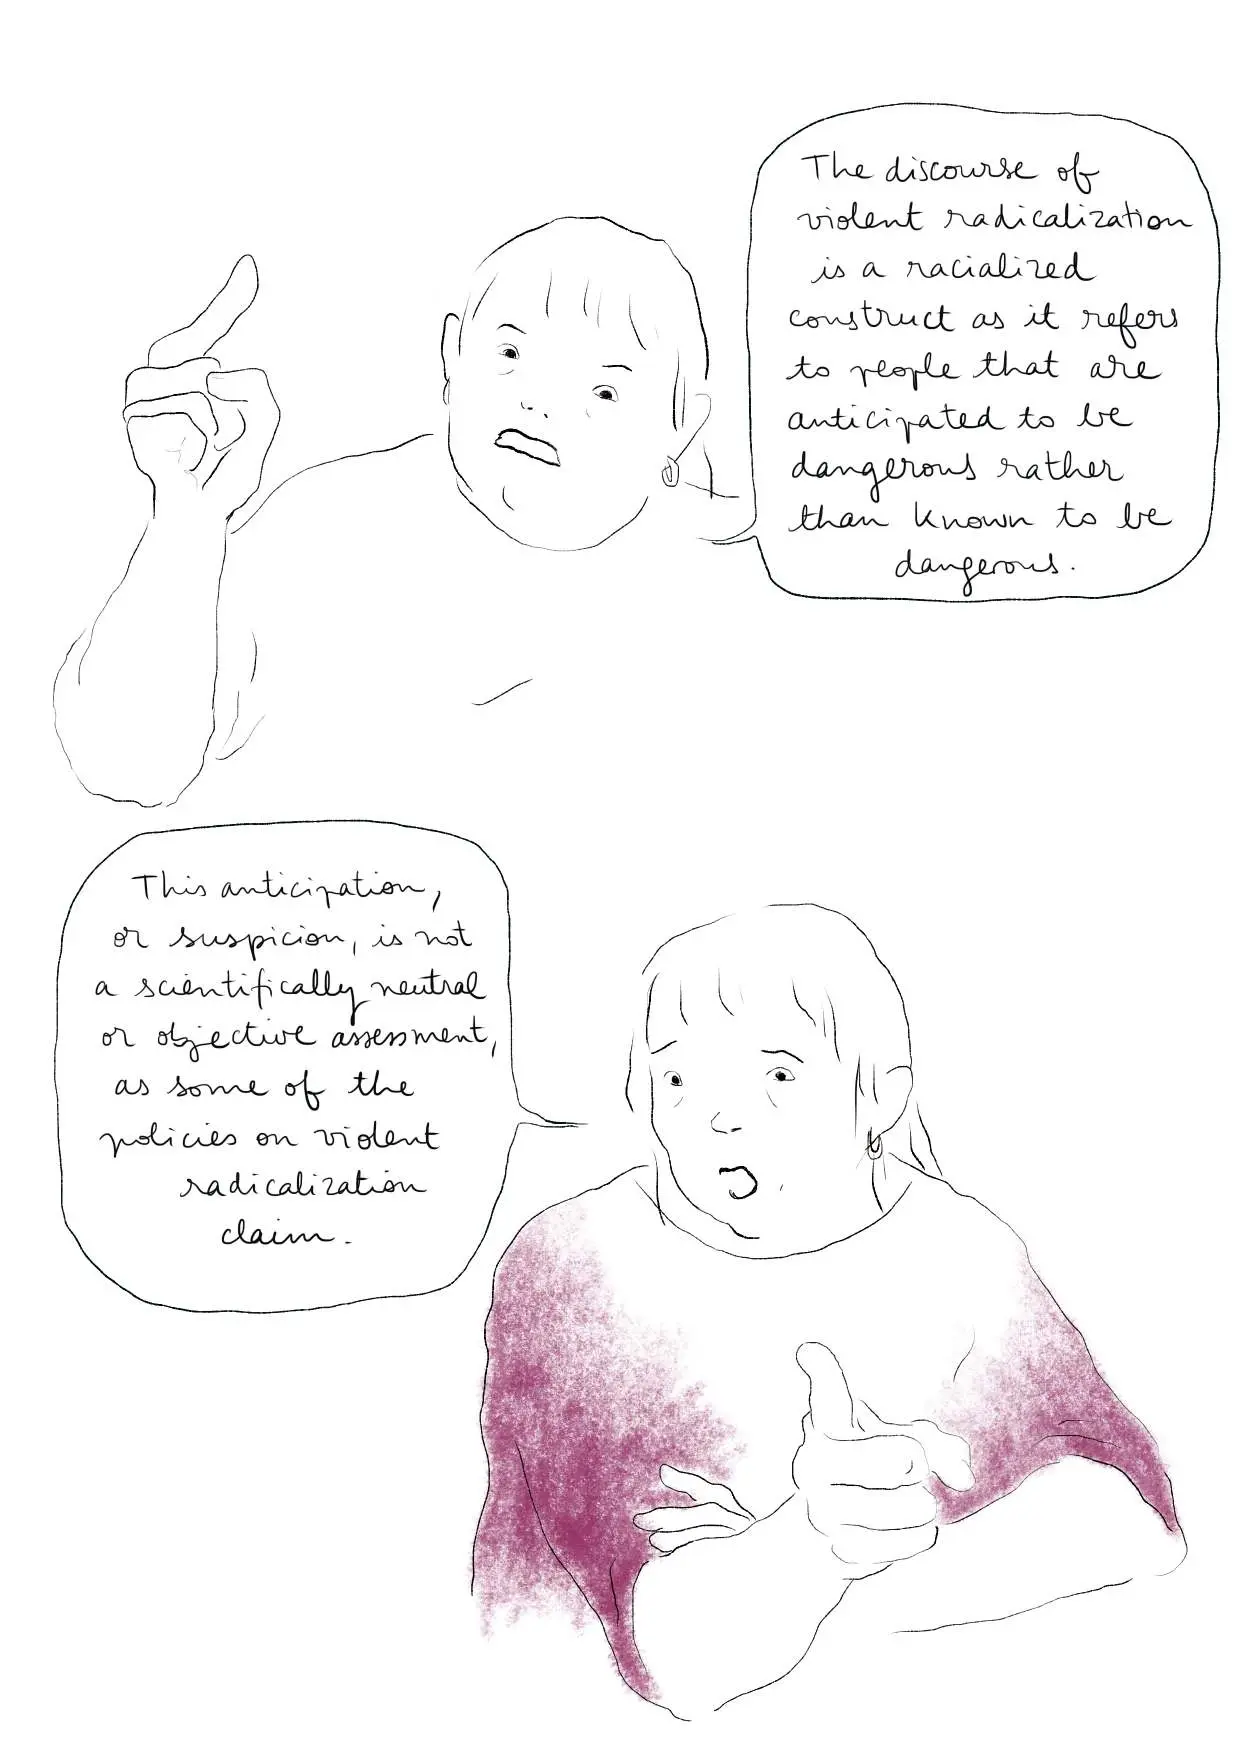 The discourse of
violent radicalization
is a racialized
construct as it refers
to people that are
anticipated to be
dangerous rather
than known to be
dangerous.
This anticipation,
or suspicion, is not
a scientifically neutral
or objective assessment,
as some of the
policies on violent
radicalization
claim.